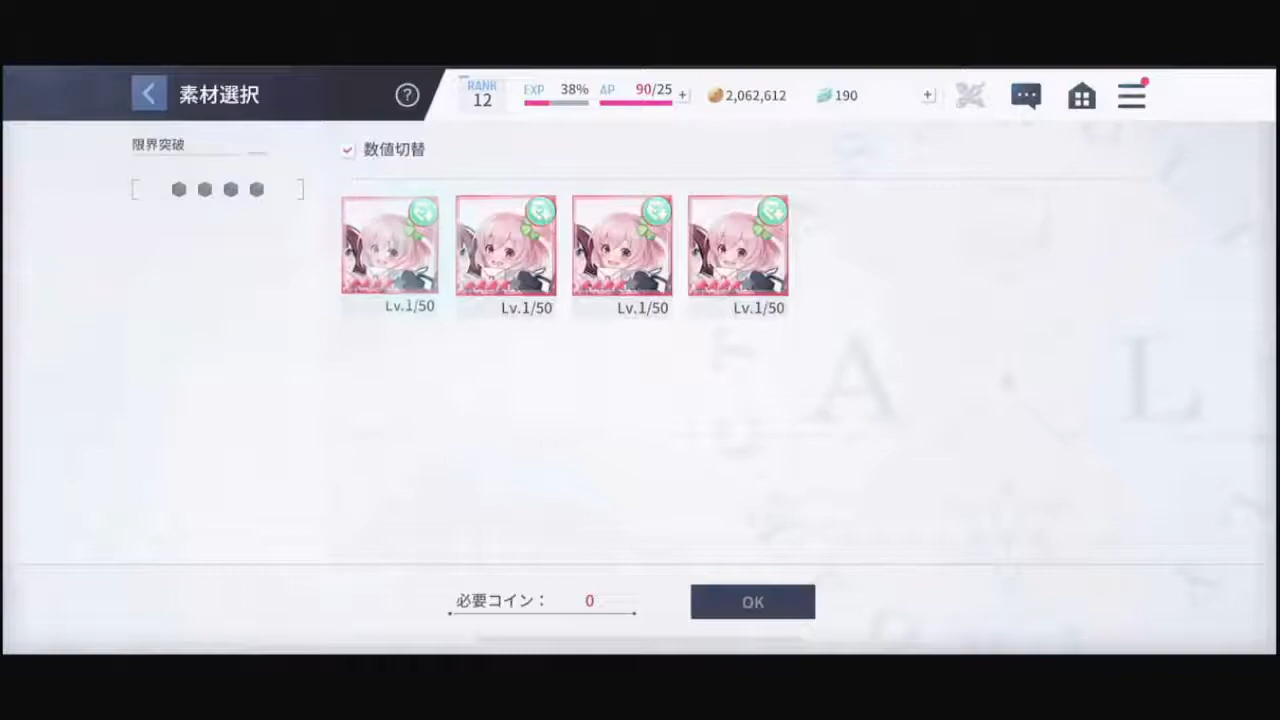 素材選択
?
RANK
12
EXP 38%
AP 90/25
2,062,612
190
限界突破
数値切替
Lv.1/50
Lv.1/50
Lv.1/50
Lv.1/50
A L
必要コイン： 0
OK